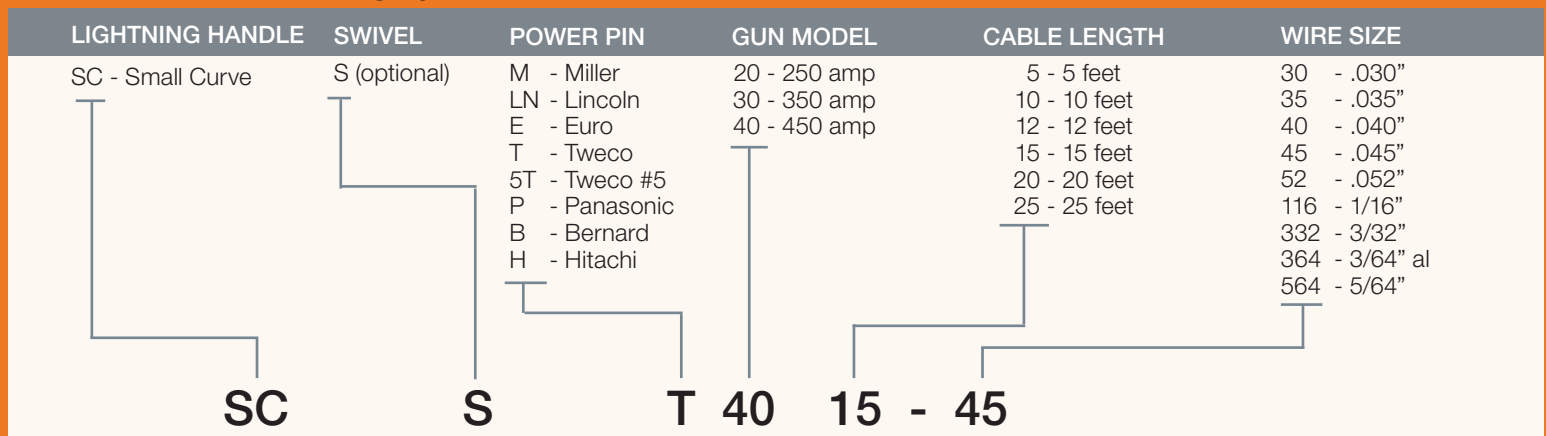 LIGHTNING HANDLE SWIVEL POWER PIN GUN MODEL CABLE LENGTH WIRE SIZE
SC - Small Curve S (optional) M - Miller 20 - 250 amp 5 - 5 feet 30 - .030”
LN - Lincoln 30 - 350 amp 10 - 10 feet 35 - .035”
E - Euro 40 - 450 amp 12 - 12 feet 40 - .040”
T - Tweco 15 - 15 feet 45 - .045”
5T - Tweco #5 20 - 20 feet 52 - .052”
P - Panasonic 25 - 25 feet 116 - 1/16”
B - Bernard 332 - 3/32”
H - Hitachi 364 - 3/64” al
564 - 5/64”
SC S T 40 15 - 45